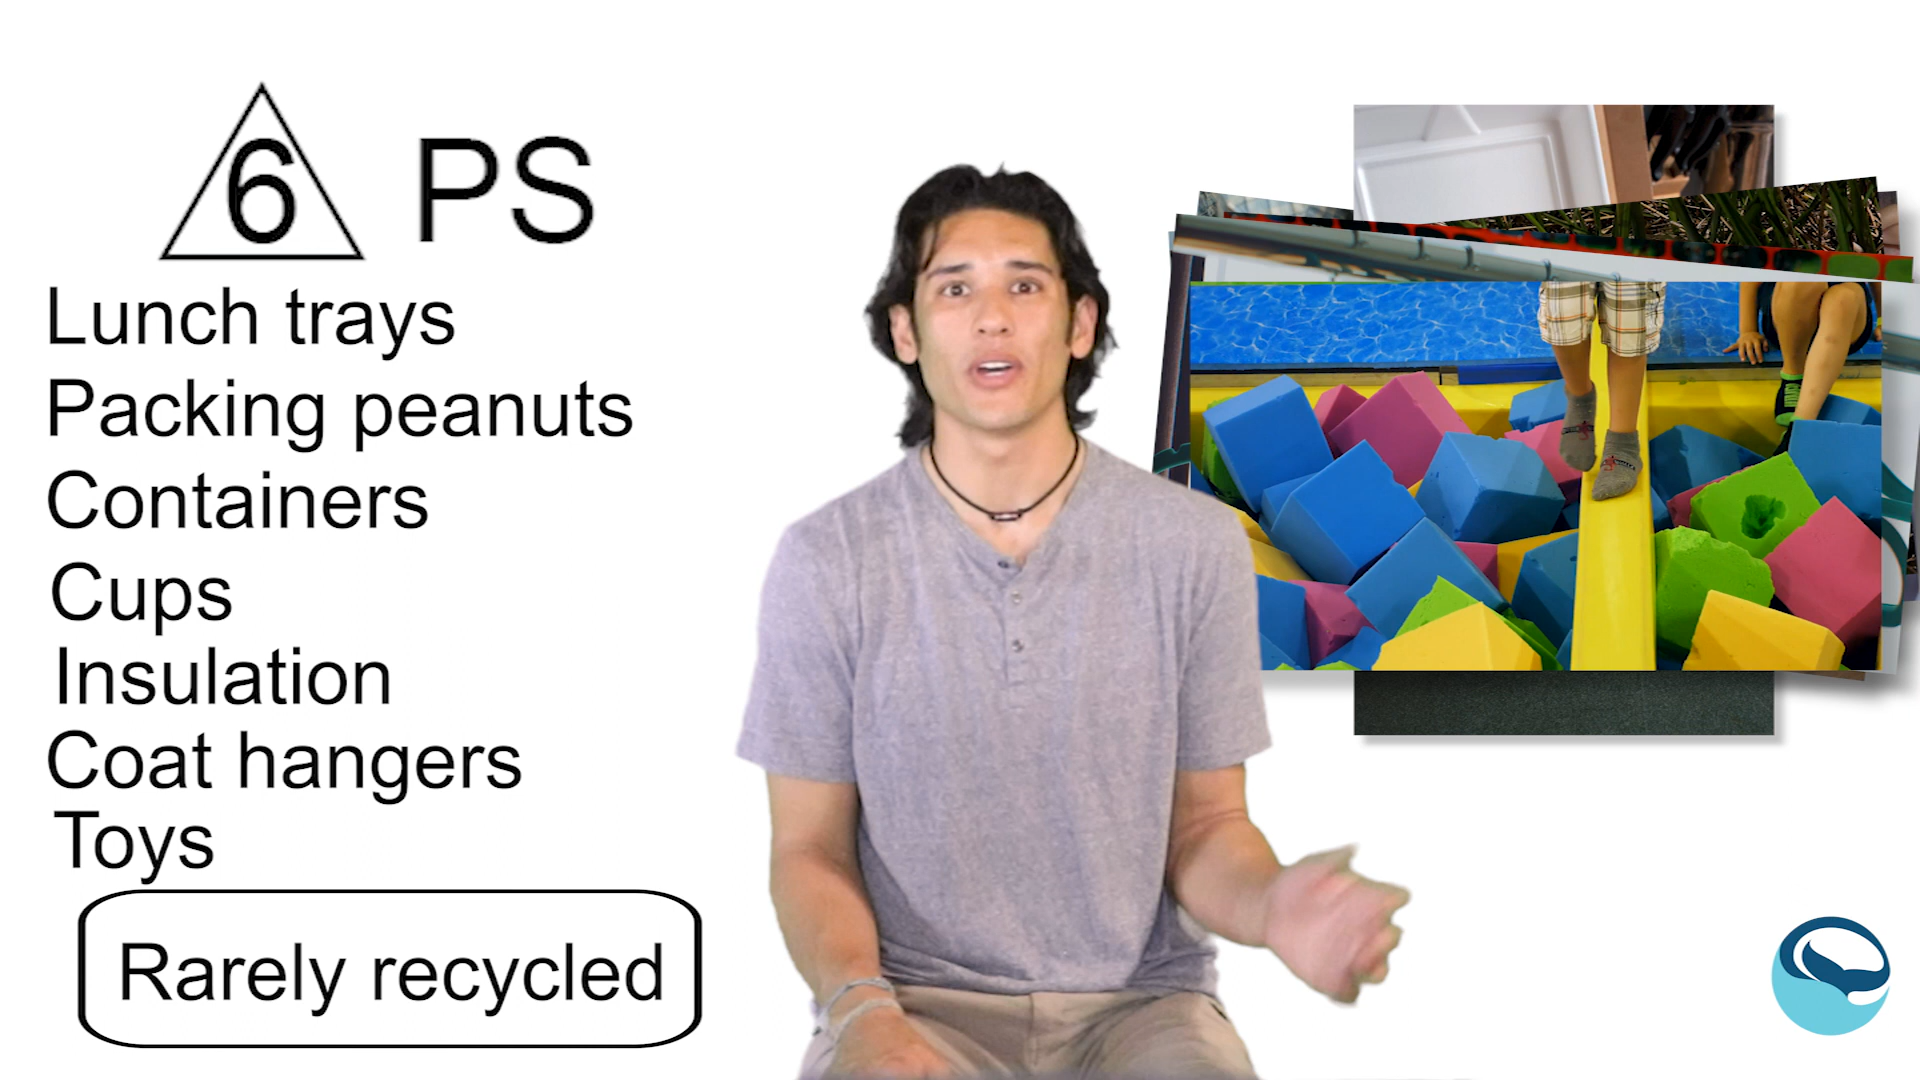 6 PS
Lunch trays
Packing peanuts
Containers
Cups
Insulation
Coat hangers
Toys
Rarely recycled